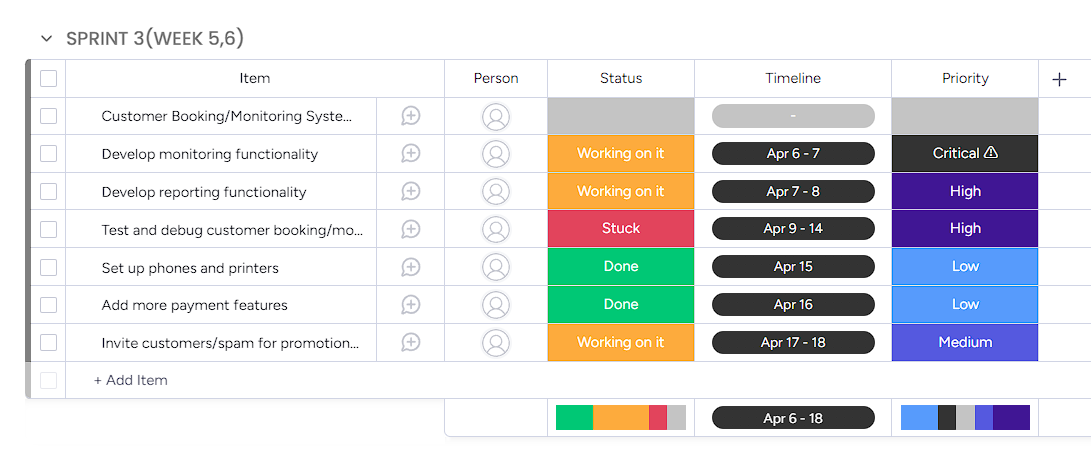 SPRINT 3(WEEK 5,6)
Item Person Status Timeline Priority
Customer Booking/Monitoring Syste... -
Develop monitoring functionality Working on it Apr 6 - 7 Critical
Develop reporting functionality Working on it Apr 7 - 8 High
Test and debug customer booking/mo... Stuck Apr 9 - 14 High
Set up phones and printers Done Apr 15 Low
Add more payment features Done Apr 16 Low
Invite customers/spam for promotion... Working on it Apr 17 - 18 Medium
+ Add Item
Apr 6 - 18